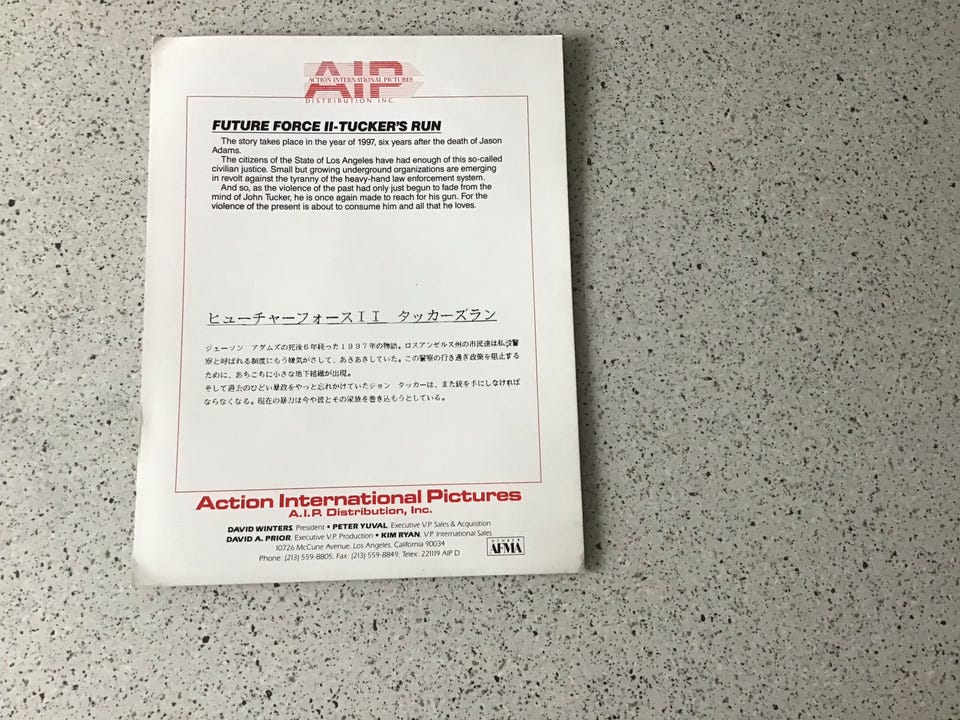 AIP
ACTION INTERNATIONAL PICTURES
DISTRIBUTION INC.
FUTURE FORCE II-TUCKER'S RUN
The story takes place in the year of 1997, six years after the death of Jason
Adams.
The citizens of the State of Los Angeles have had enough of this so-called
civilian justice. Small but growing underground organizations are emerging
in revolt against the tyranny of the heavy-hand law enforcement system.
And so, as the violence of the past had only just begun to fade from the
mind of John Tucker, he is once again made to reach for his gun. For the
violence of the present is about to consume him and all that he loves.
ヒューチャーフォースII タッカーズラン
ジェーソン アダムズの死後6年経った1997年の物語。ロスアンゼルス州の市民達は私設警
察と呼ばれる制度にもう嫌気がさして、あきあきしていた。この警察の行き過ぎ政策を阻止する
ために、あちこちに小さな地下組織が出現。
そして過去のひどい暴政をやっと忘れかけていたジョン タッカーは、また銃を手にしなければ
ならなくなる。現在の暴力は今や彼とその家族を巻き込もうとしている。
Action International Pictures
A.I.P. Distribution, Inc.
DAVID WINTERS, President • PETER YUVAL, Executive V.P. Sales & Acquisition
DAVID A. PRIOR, Executive V.P. Production • KIM RYAN, V.P. International Sales
10726 McCune Avenue, Los Angeles, California 90034
Phone: (213) 559-8805, Fax: (213) 559-8849, Telex: 221119 AIP D
MEMBER
AFMA